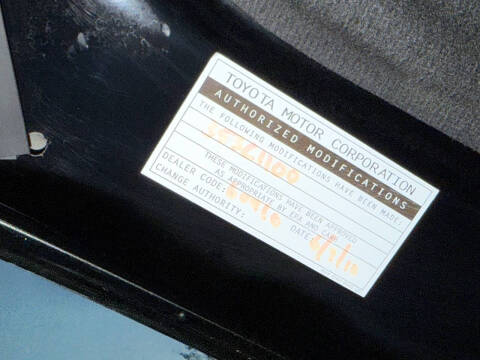 TOYOTA MOTOR CORPORATION
AUTHORIZED MODIFICATIONS
THE FOLLOWING MODIFICATIONS HAVE BEEN MADE:
THESE MODIFICATIONS HAVE BEEN APPROVED
AS APPROPRIATE BY EPA AND CARB
DEALER CODE: DATE:
CHANGE AUTHORITY: